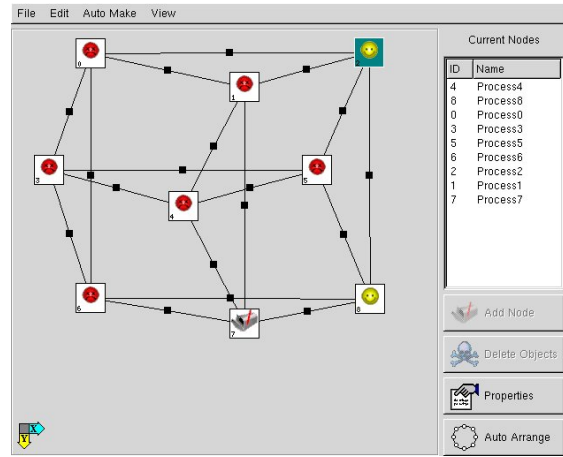 File Edit Auto Make View
Current Nodes
ID Name
4 Process4
8 Process8
0 Process0
3 Process3
5 Process5
6 Process6
2 Process2
1 Process1
7 Process7
0
2
1
3
5
4
6
8
7
Add Node
Delete Objects
Properties
Auto Arrange
X
Y